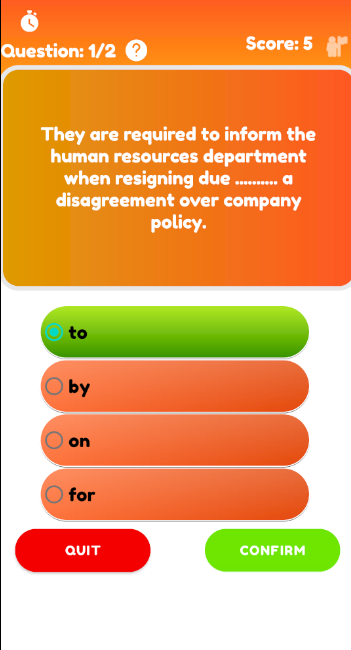 Question: 1/2 ?
Score: 5
They are required to inform the
human resources department
when resigning due .......... a
disagreement over company
policy.
to
by
on
for
QUIT
CONFIRM